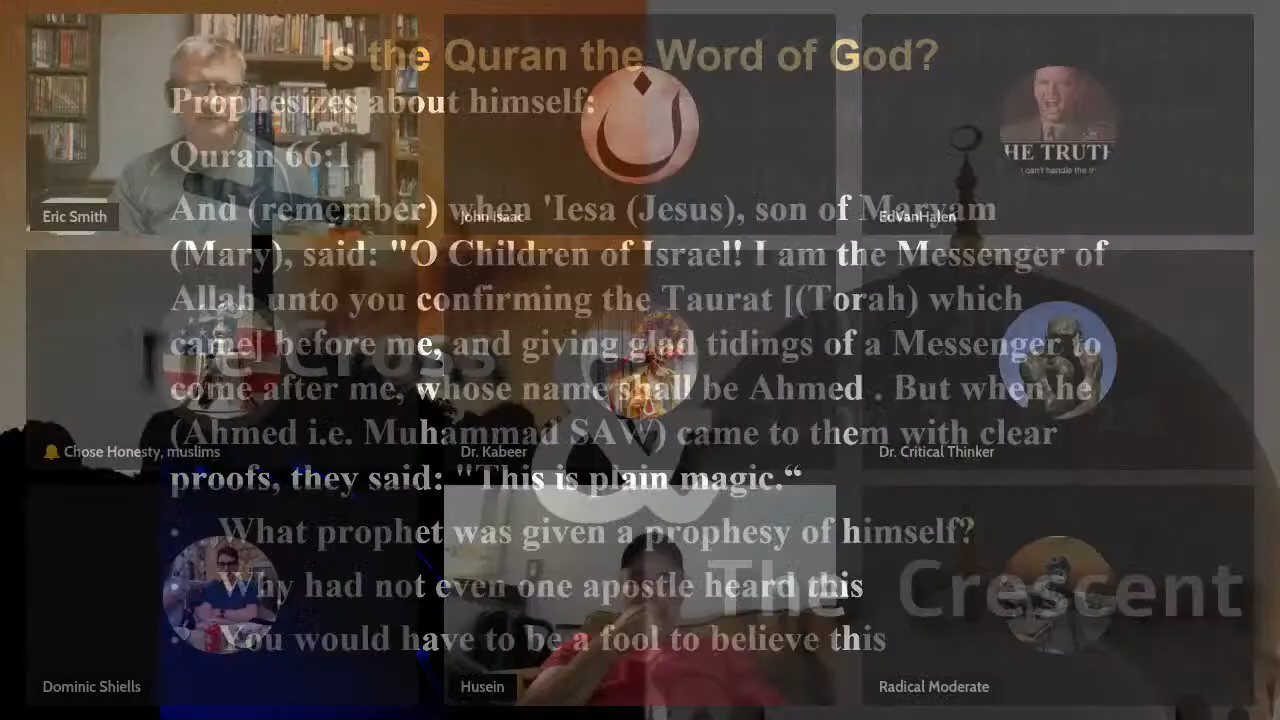 Is the Quran the Word of God?
Prophesizes about himself:
Quran 66:1
And (remember) when 'Iesa (Jesus), son of Maryam
(Mary), said: "O Children of Israel! I am the Messenger of
Allah unto you confirming the Taurat [(Torah) which
came] before me, and giving glad tidings of a Messenger to
come after me, whose name shall be Ahmed . But when he
(Ahmed i.e. Muhammad SAW) came to them with clear
proofs, they said: "This is plain magic.“
• What prophet was given a prophesy of himself?
• Why had not even one apostle heard this
• You would have to be a fool to believe this
The Cross
&
The Crescent
ن
HE TRUTH
Eric Smith
John Isaac
EdVanHalen
Chose Honesty, muslims
Dr. Kabeer
Dr. Critical Thinker
Dominic Shiells
Husein
Radical Moderate